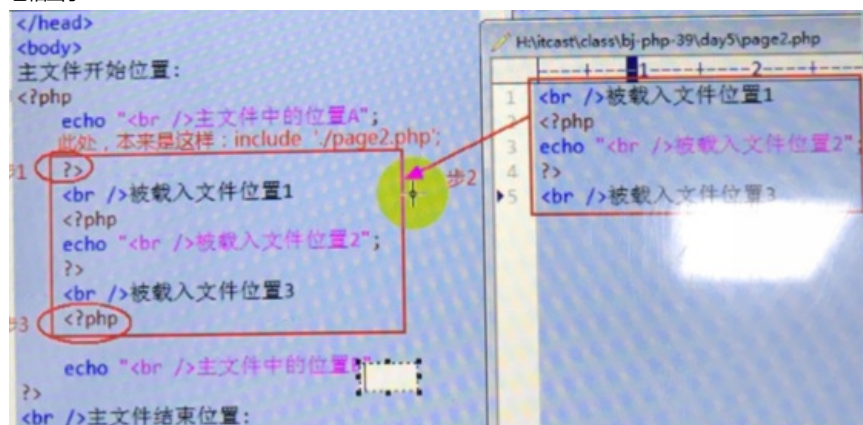 </head>
<body>
主文件开始位置:
<?php
echo "<br />主文件中的位置A";
此处，本来是这样：include './page2.php';
?>
<br />被载入文件位置1
<?php
echo "<br />被载入文件位置2";
?>
<br />被载入文件位置3
<?php
echo "<br />主文件中的位置
?>
<br />主文件结束位置:
步2
H:\itcast\class\bj-php-39\day5\page2.php
----+----1----+----2----+----
1 <br />被载入文件位置1
<?php
3 echo "<br />被载入文件位置2";
4 ?>
5 <br />被载入文件位置3